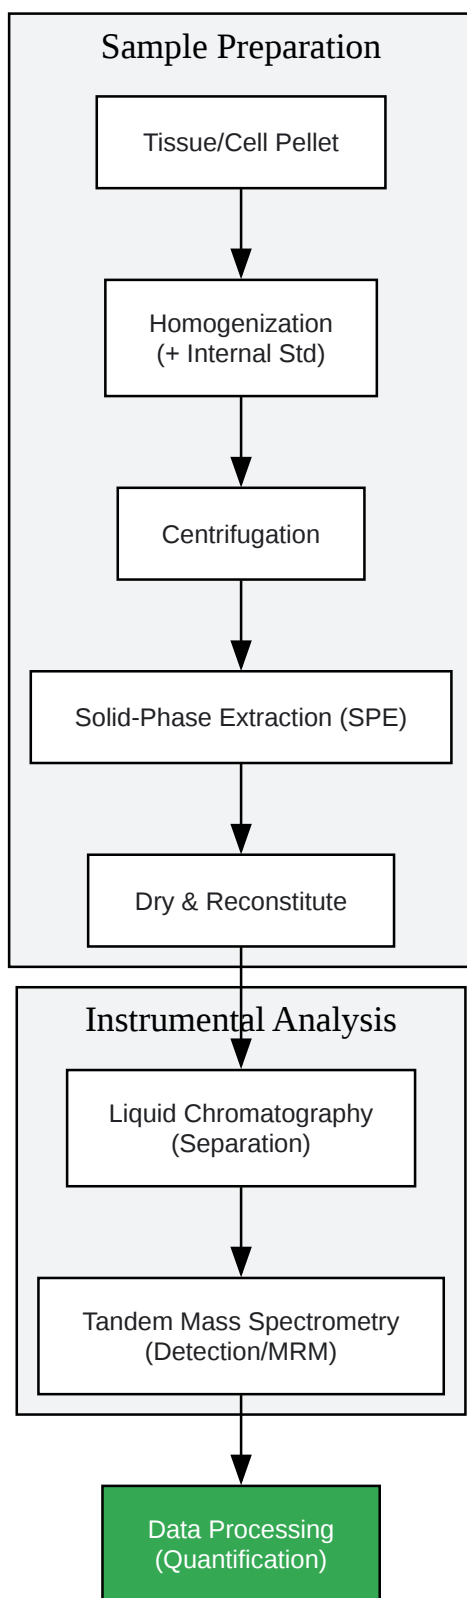 Sample Preparation
Tissue/Cell Pellet
Homogenization
(+ Internal Std)
Centrifugation
Solid-Phase Extraction (SPE)
Dry & Reconstitute
Instrumental Analysis
Liquid Chromatography
(Separation)
Tandem Mass Spectrometry
(Detection/MRM)
Data Processing
(Quantification)